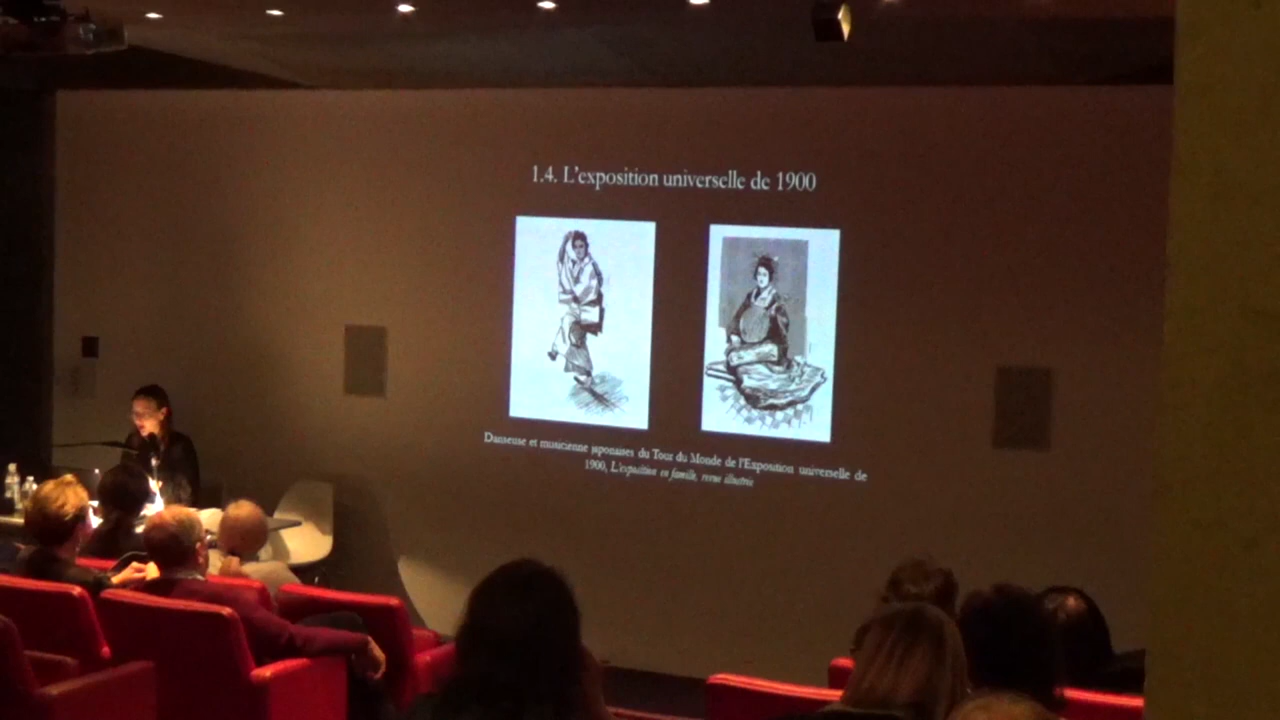 1.4. L'exposition universelle de 1900
Danseuse et musicienne japonaises du Tour du Monde de l'Exposition universelle de
1900, L'exposition en famille, revue illustrée